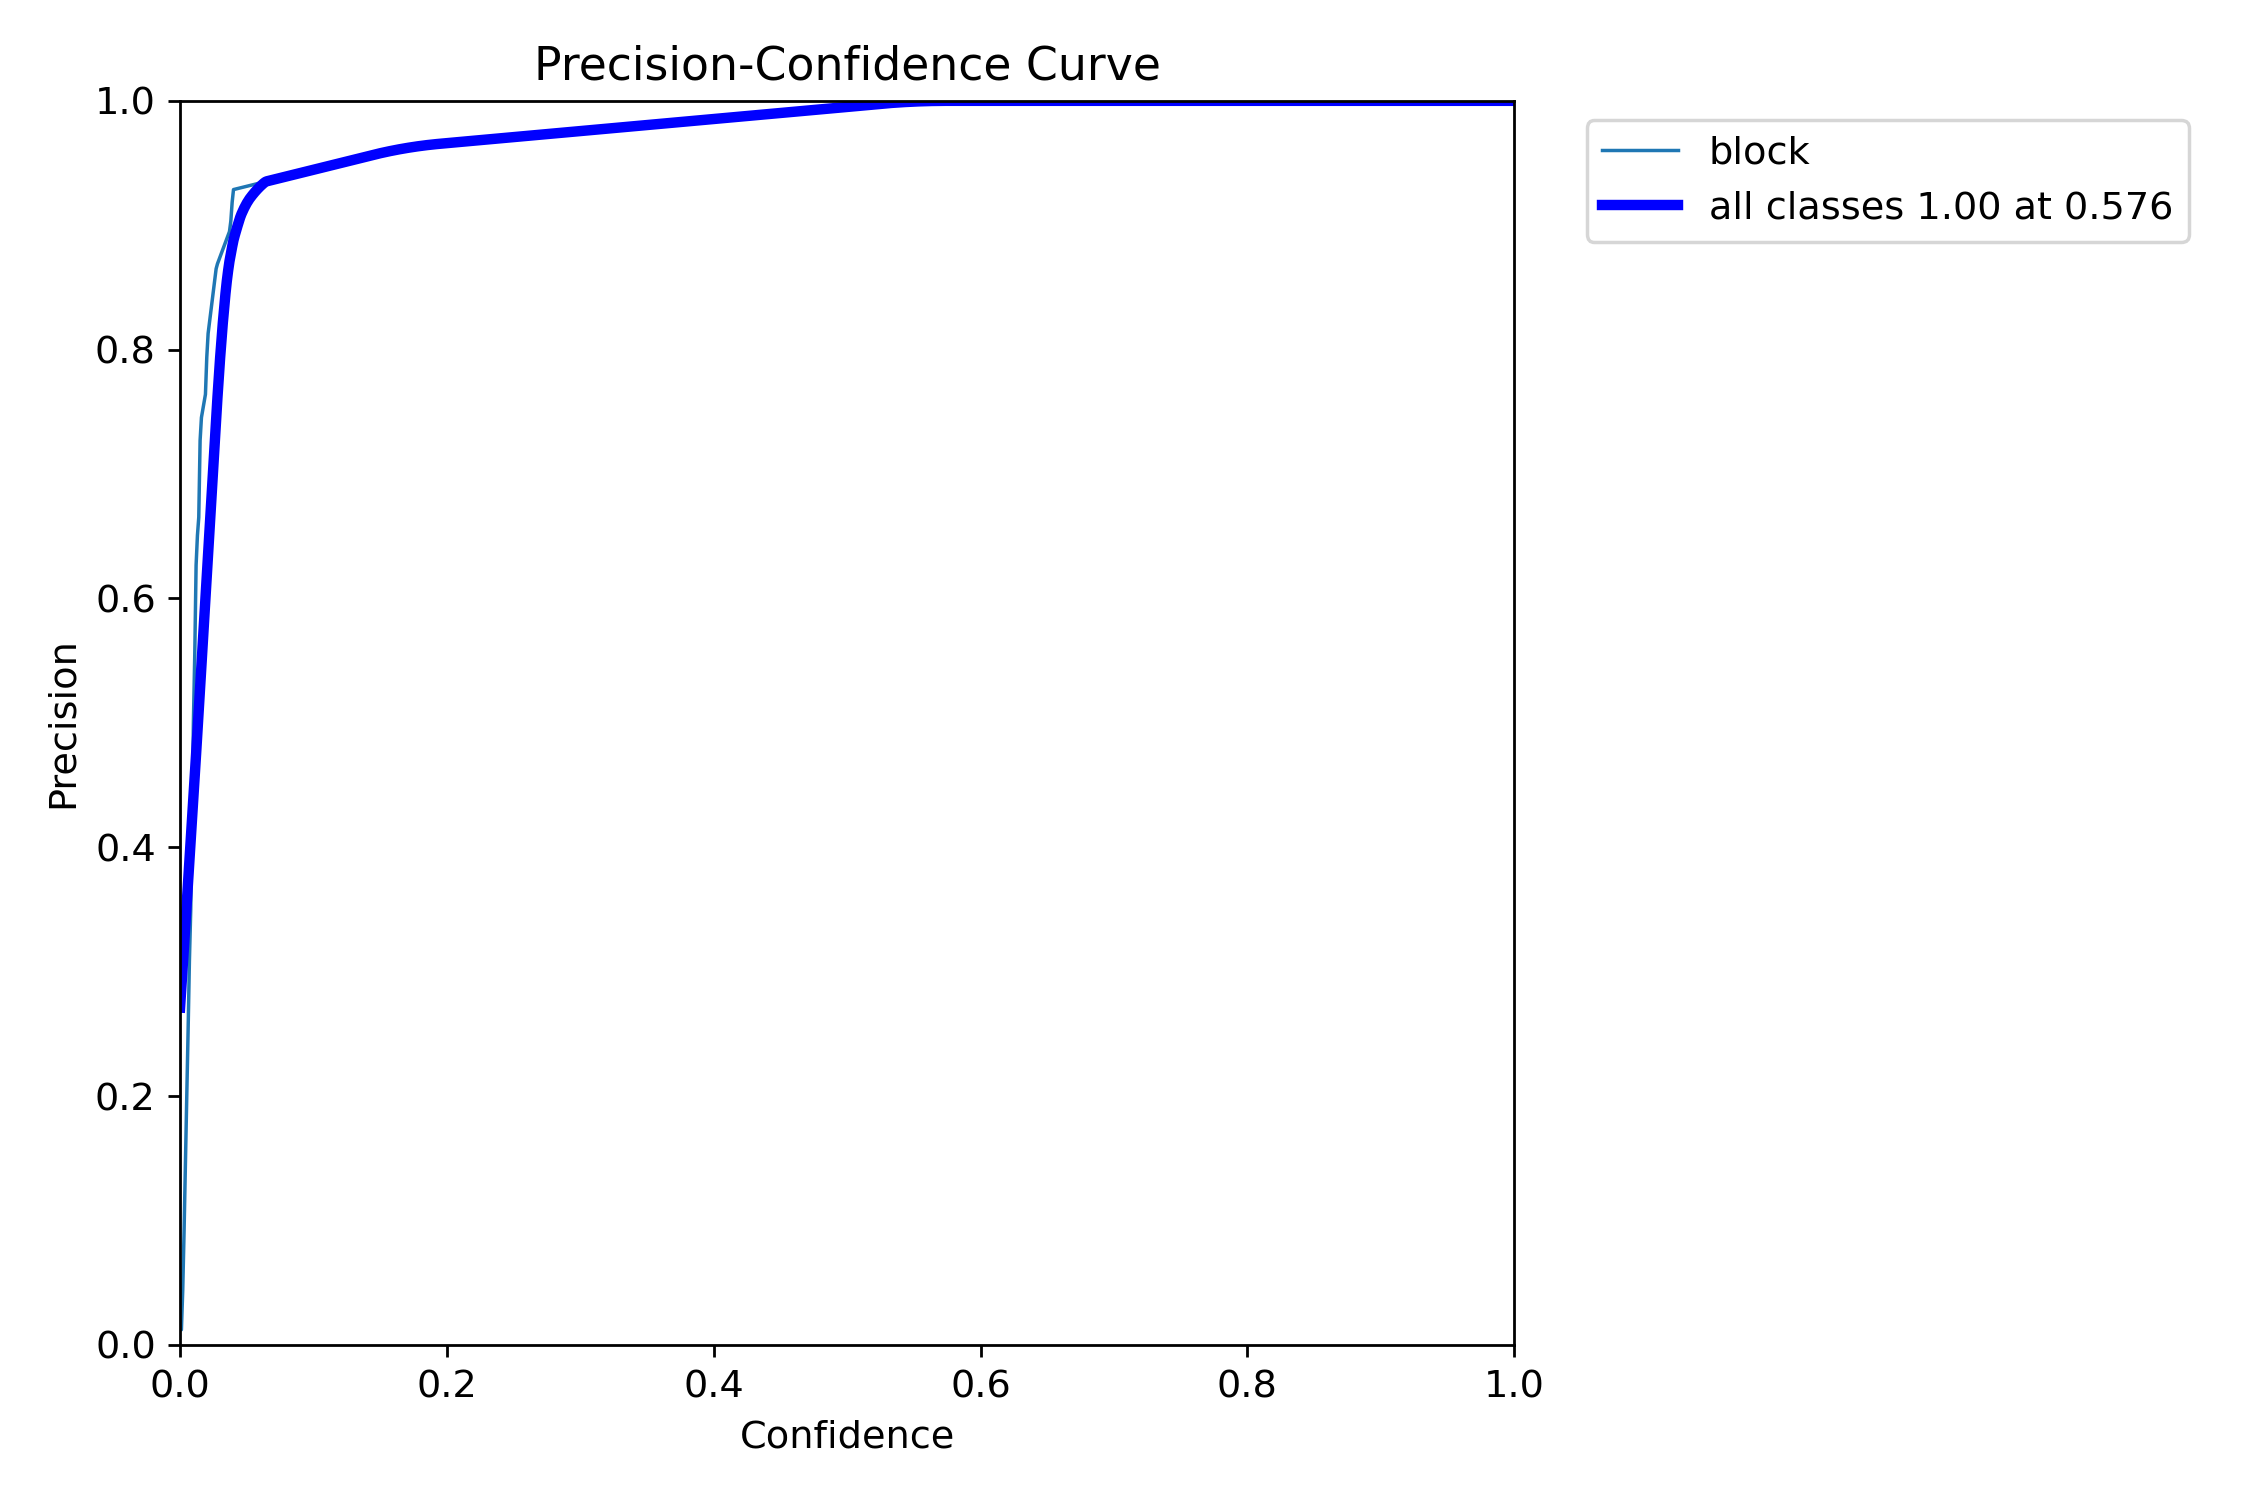 Precision-Confidence Curve
block
all classes 1.00 at 0.576
Precision
1.0
0.8
0.6
0.4
0.2
0.0
0.0 0.2 0.4 0.6 0.8 1.0
Confidence